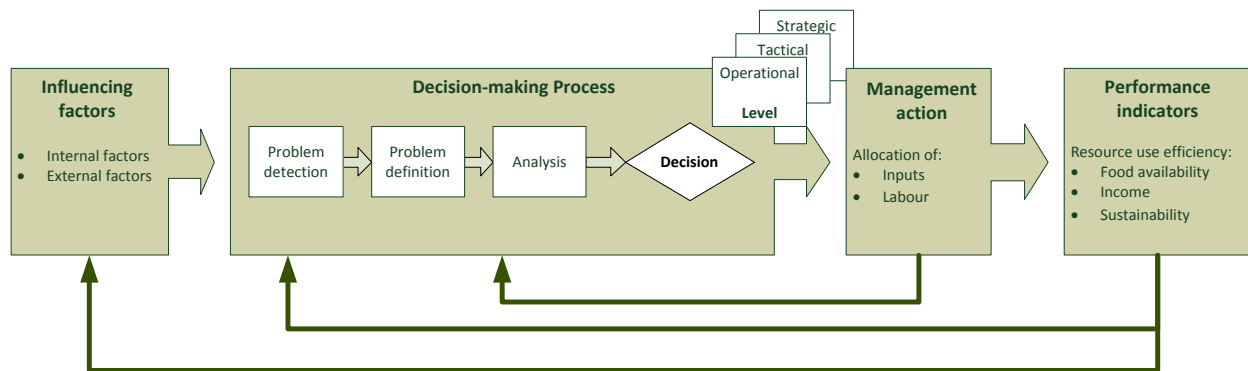 Strategic
Tactical
Operational
Level
Influencing
factors
• Internal factors
• External factors
Decision-making Process
Problem
detection
Problem
definition
Analysis
Decision
Management
action
Allocation of:
• Inputs
• Labour
Performance
indicators
Resource use efficiency:
• Food availability
• Income
• Sustainability